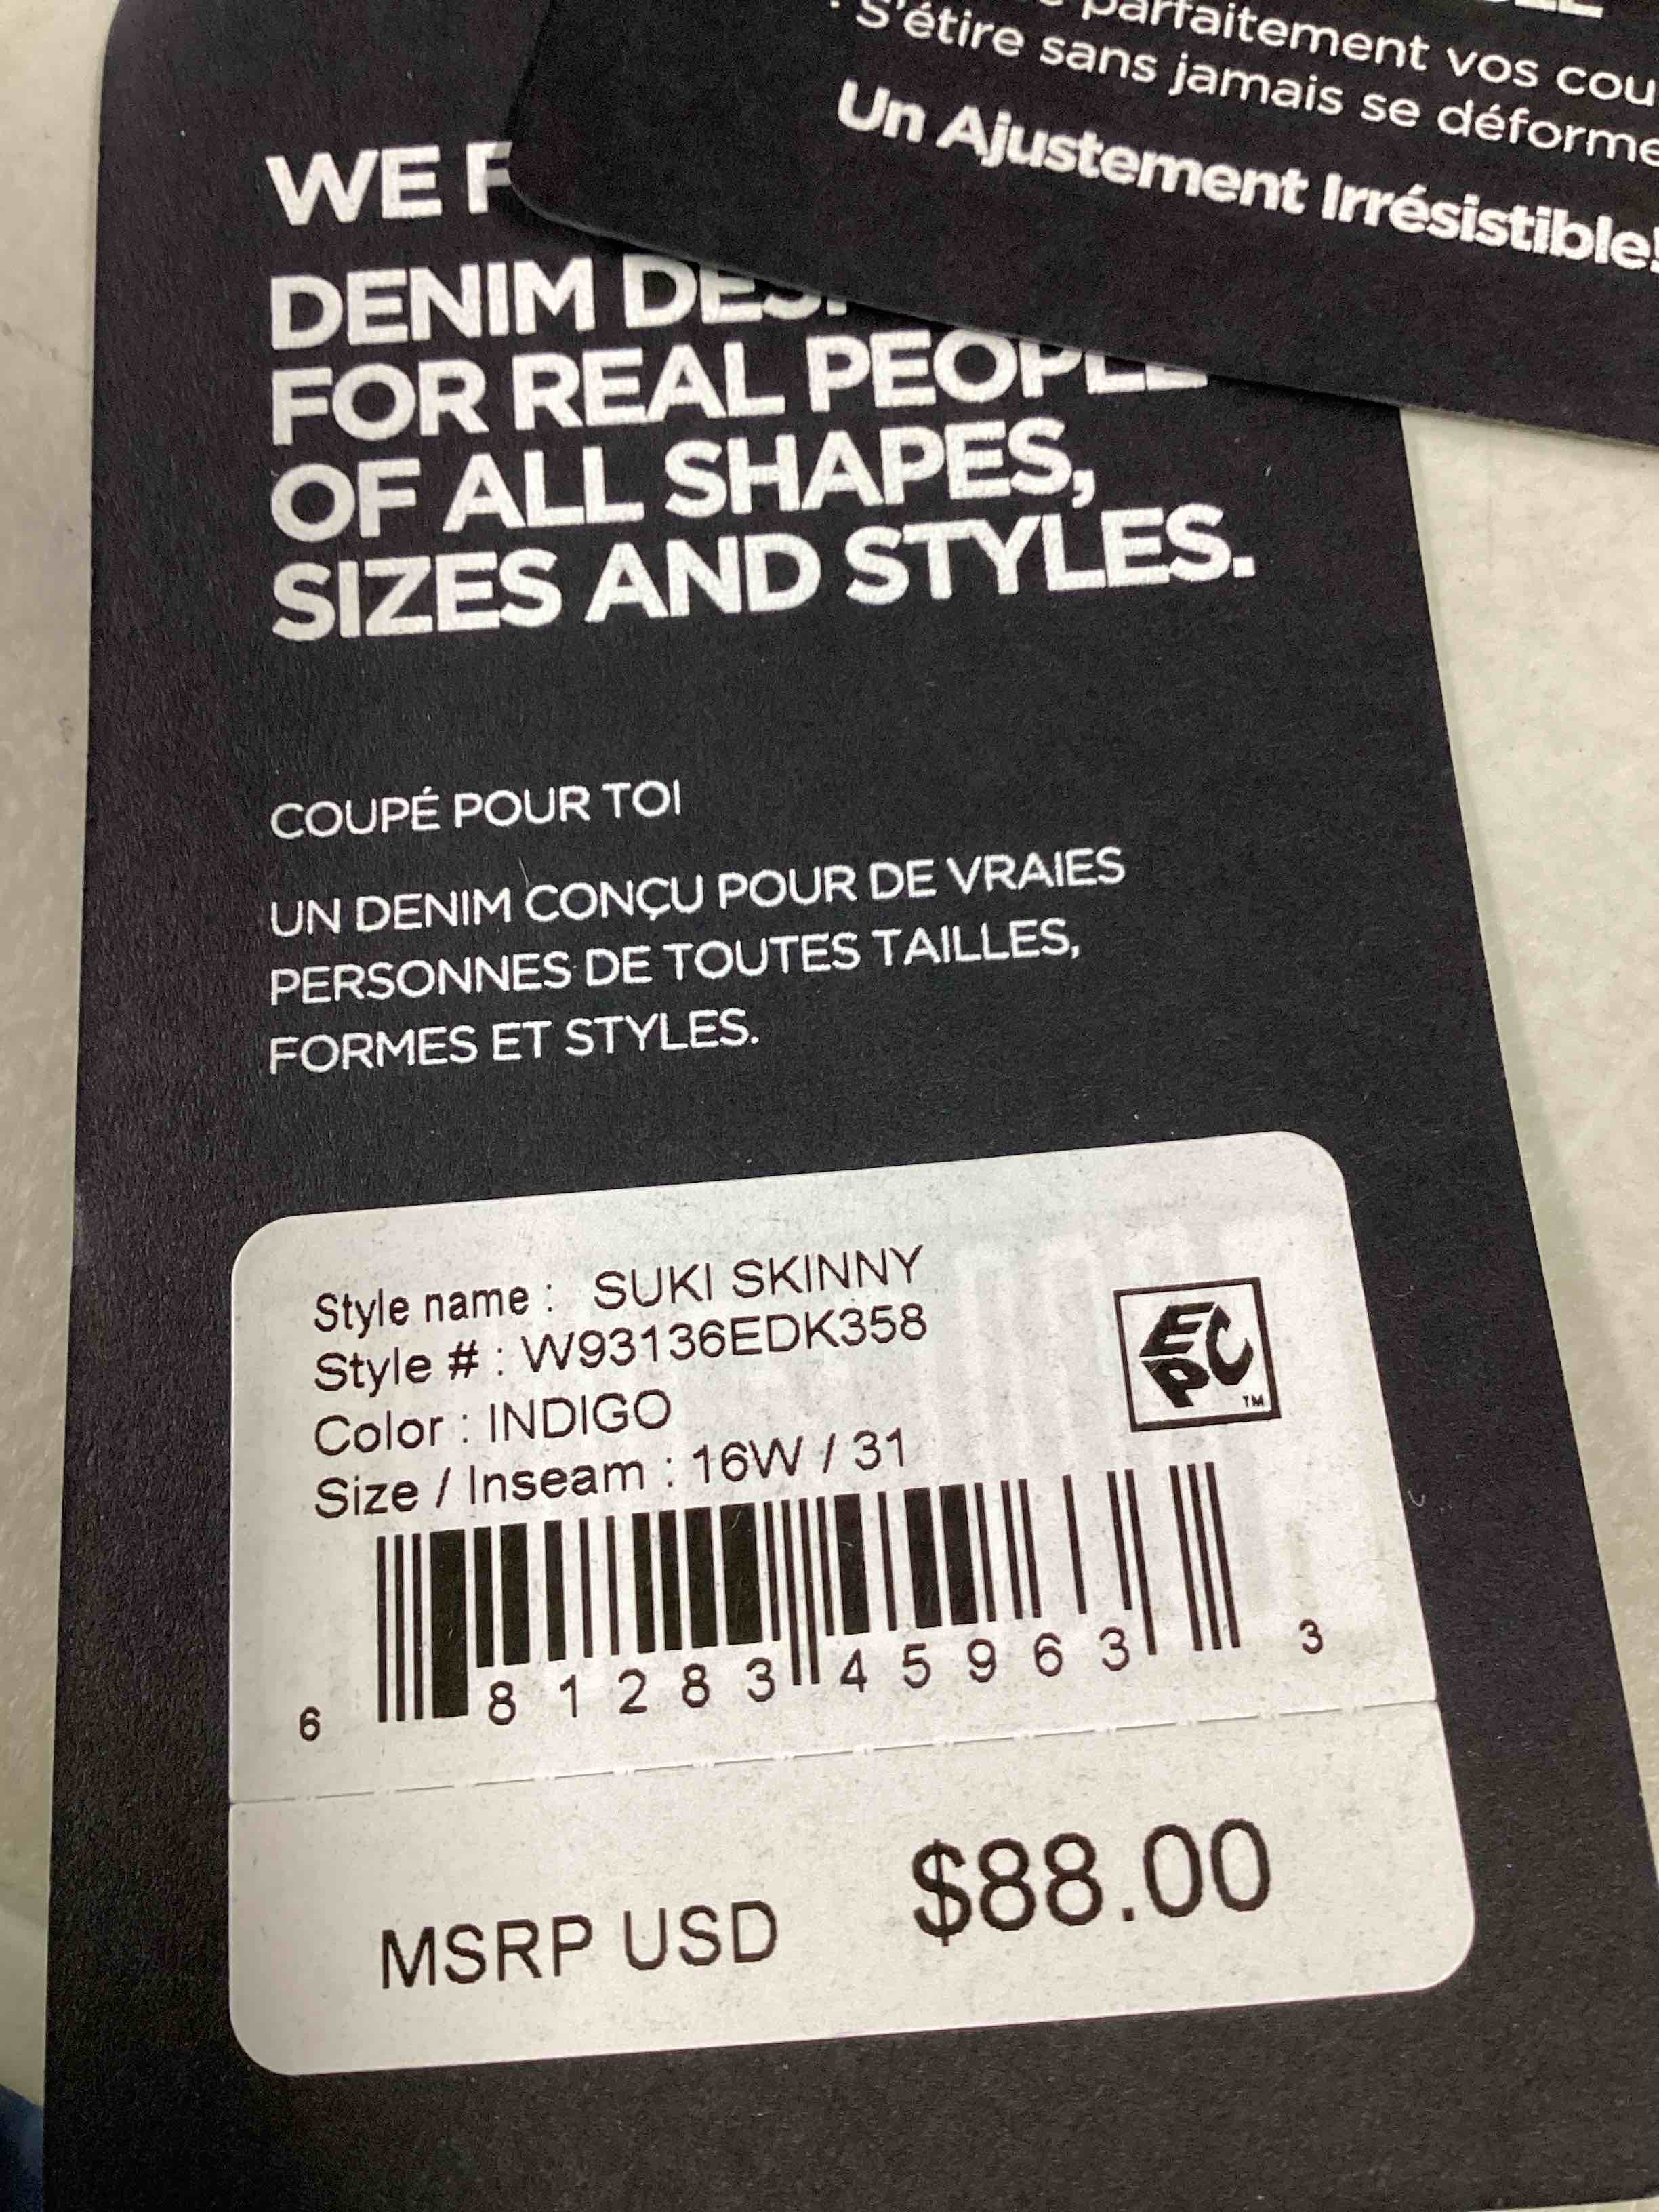 parfaitement vos
S'étire sans jamais se
Un Ajustement Irrésistible!
WE
DENIM
FOR REAL PEOPLE
OF ALL SHAPES,
SIZES AND STYLES.
COUPÉ POUR TOI
UN DENIM CONÇU POUR DE VRAIES
PERSONNES DE TOUTES TAILLES,
FORMES ET STYLES.
Style name : SUKI SKINNY
Style # : W93136EDK358
Color : INDIGO
Size / Inseam : 16W / 31
EPC TM
6 81283 45963 3
MSRP USD $88.00